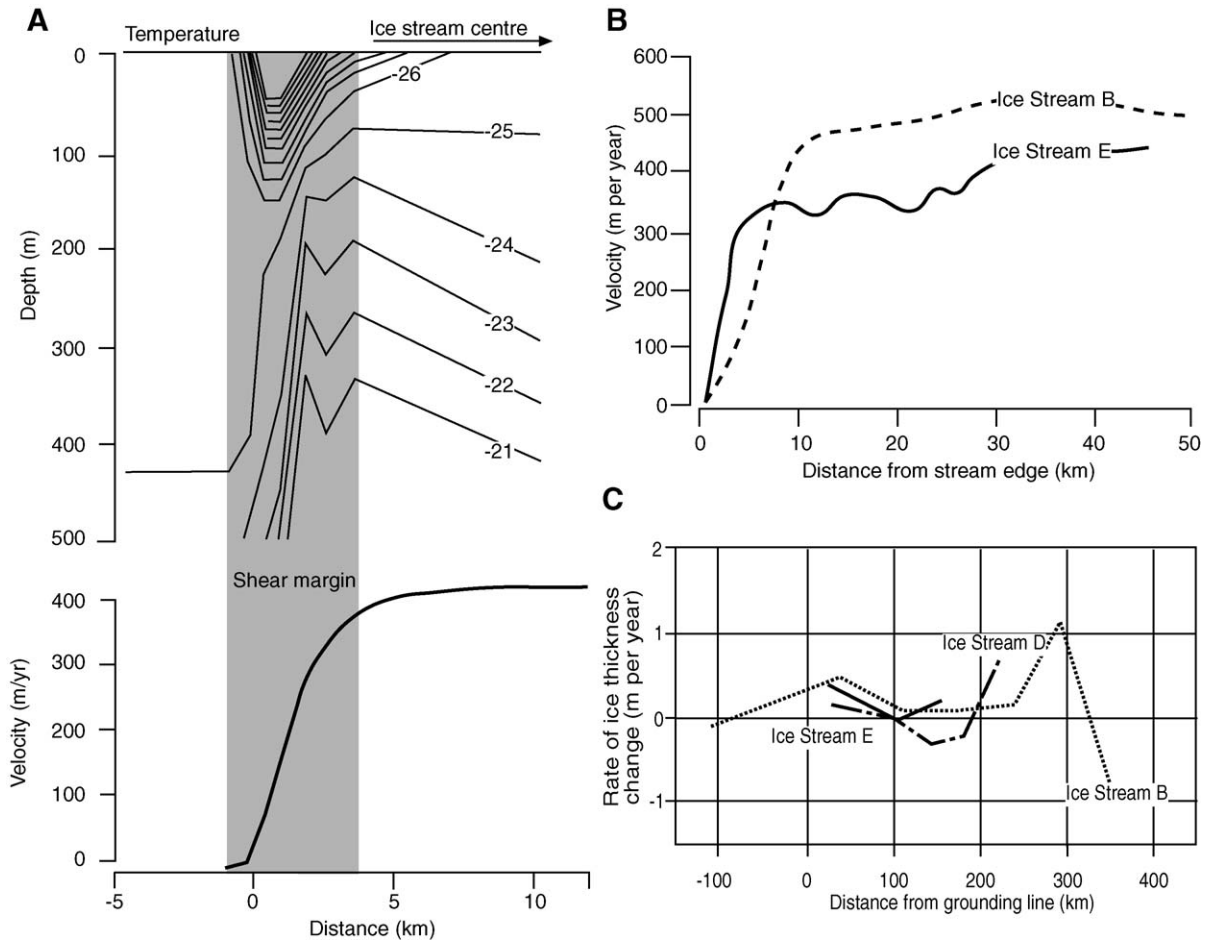 A
Temperature
Ice stream centre
0
100
200
300
400
500
Depth (m)
-26
-25
-24
-23
-22
-21
Shear margin
400
300
200
100
0
Velocity (m/yr)
-5
0
5
10
Distance (km)
B
600
500
400
300
200
100
0
Velocity (m per year)
Ice Stream B
Ice Stream E
0
10
20
30
40
50
Distance from stream edge (km)
C
2
1
0
-1
Rate of ice thickness
change (m per year)
Ice Stream D
Ice Stream E
Ice Stream B
-100
0
100
200
300
400
Distance from grounding line (km)